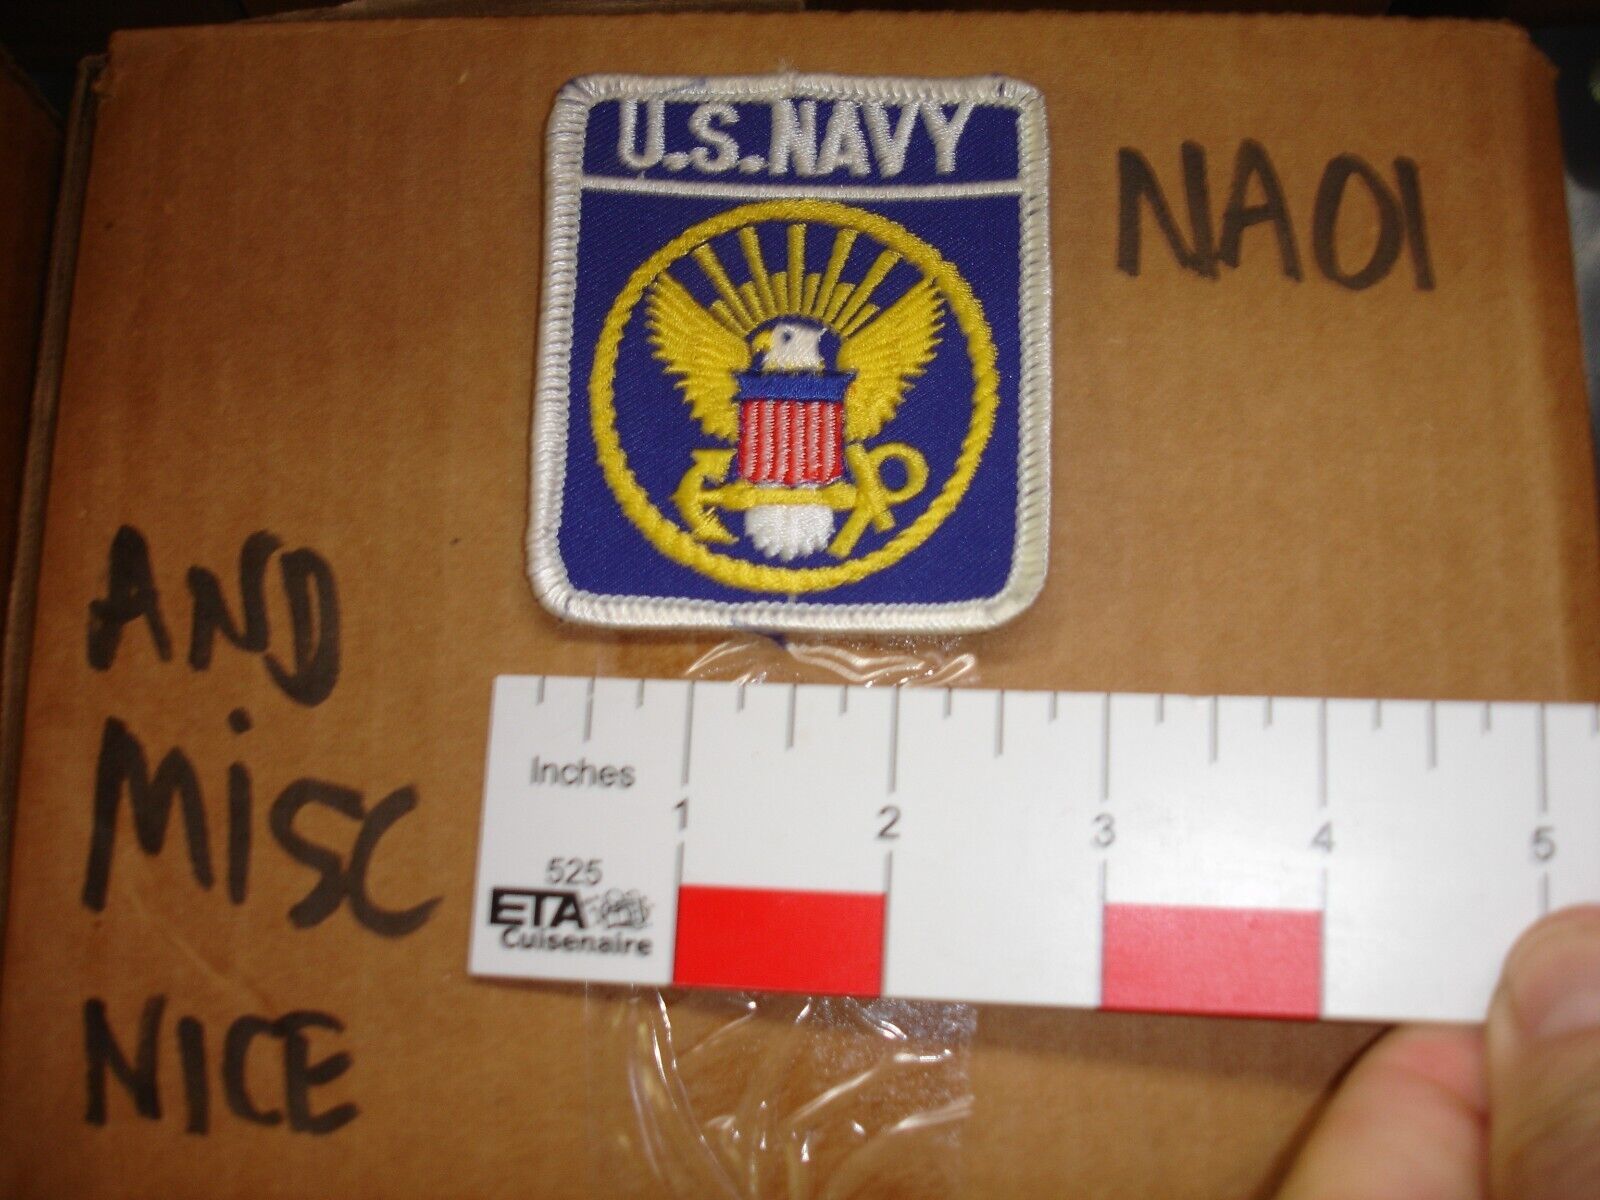 U.S.NAVY
NA01
AND
MISC
NICE
Inches
1 2 3 4 5
525
ETA
Cuisenaire